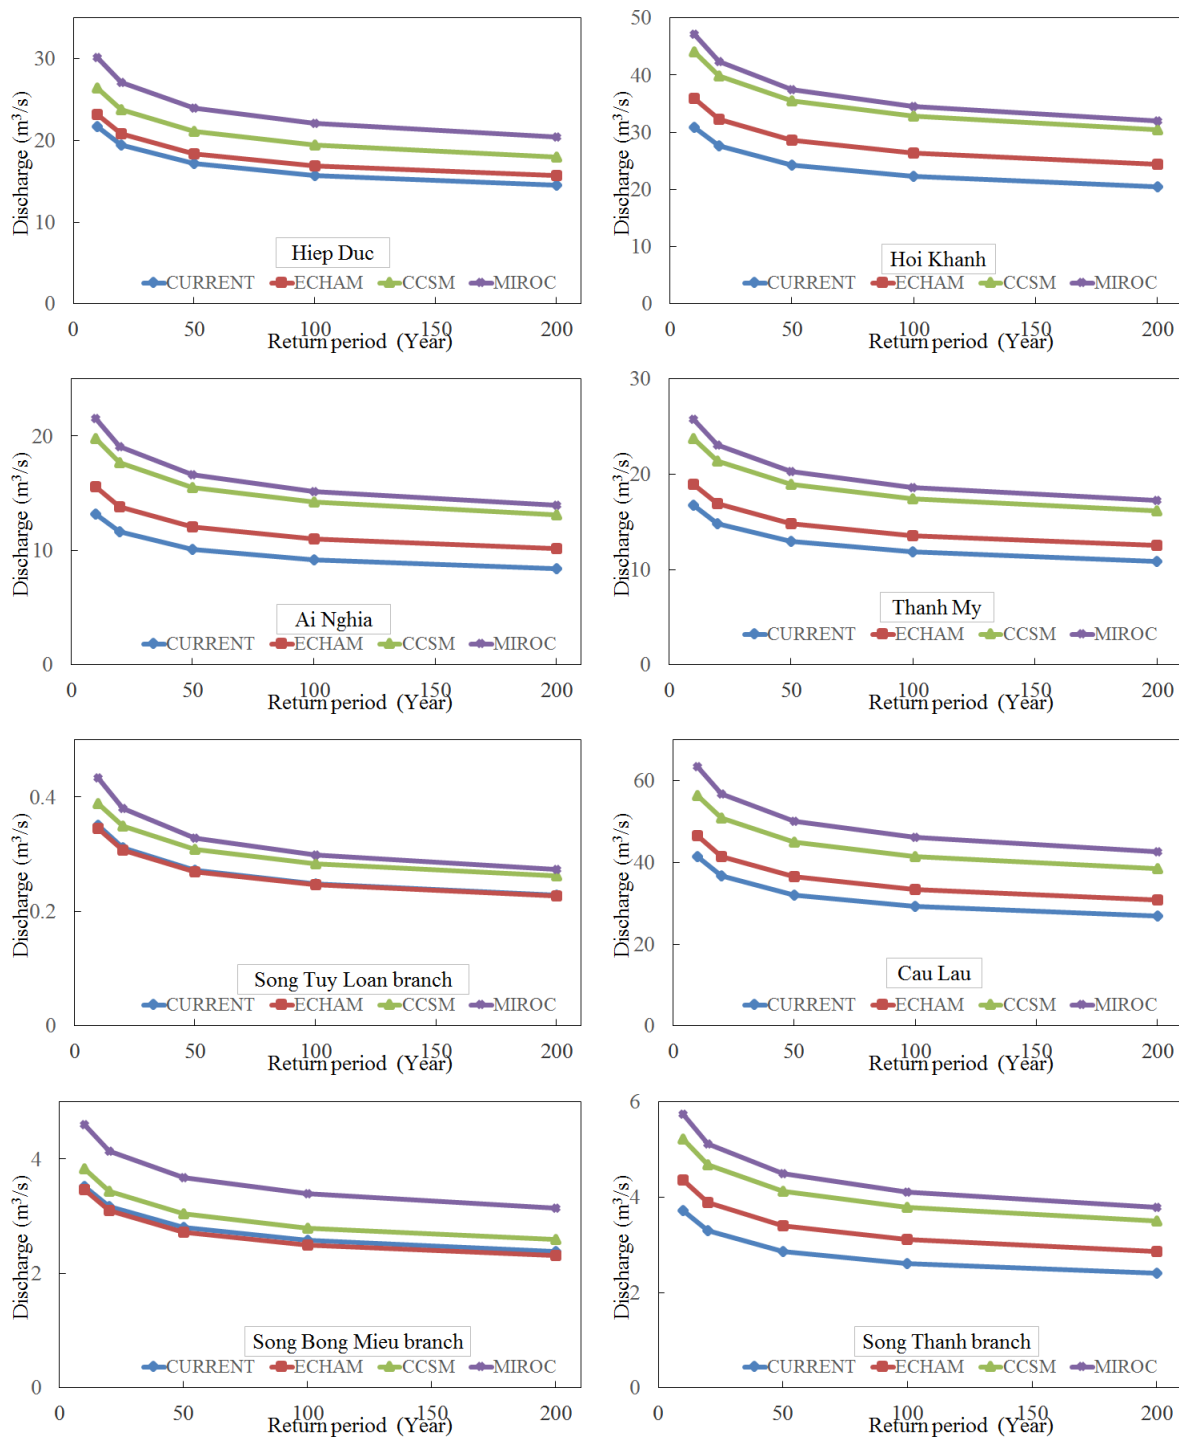 Discharge (m³/s)
30
20
10
0
Hiep Duc
CURRENT ECHAM CCSM MIROC
0 50 100 150 200
Return period (Year)
Discharge (m³/s)
50
40
30
20
10
0
Hoi Khanh
CURRENT ECHAM CCSM MIROC
0 50 100 150 200
Return period (Year)
Discharge (m³/s)
20
10
0
Ai Nghia
CURRENT ECHAM CCSM MIROC
0 50 100 150 200
Return period (Year)
Discharge (m³/s)
30
20
10
0
Thanh My
CURRENT ECHAM CCSM MIROC
0 50 100 150 200
Return period (Year)
Discharge (m³/s)
0.4
0.2
0
Song Tuy Loan branch
CURRENT ECHAM CCSM MIROC
0 50 100 150 200
Return period (Year)
Discharge (m³/s)
60
40
20
0
Cau Lau
CURRENT ECHAM CCSM MIROC
0 50 100 150 200
Return period (Year)
Discharge (m³/s)
4
2
0
Song Bong Mieu branch
CURRENT ECHAM CCSM MIROC
0 50 100 150 200
Return period (Year)
Discharge (m³/s)
6
4
2
0
Song Thanh branch
CURRENT ECHAM CCSM MIROC
0 50 100 150 200
Return period (Year)